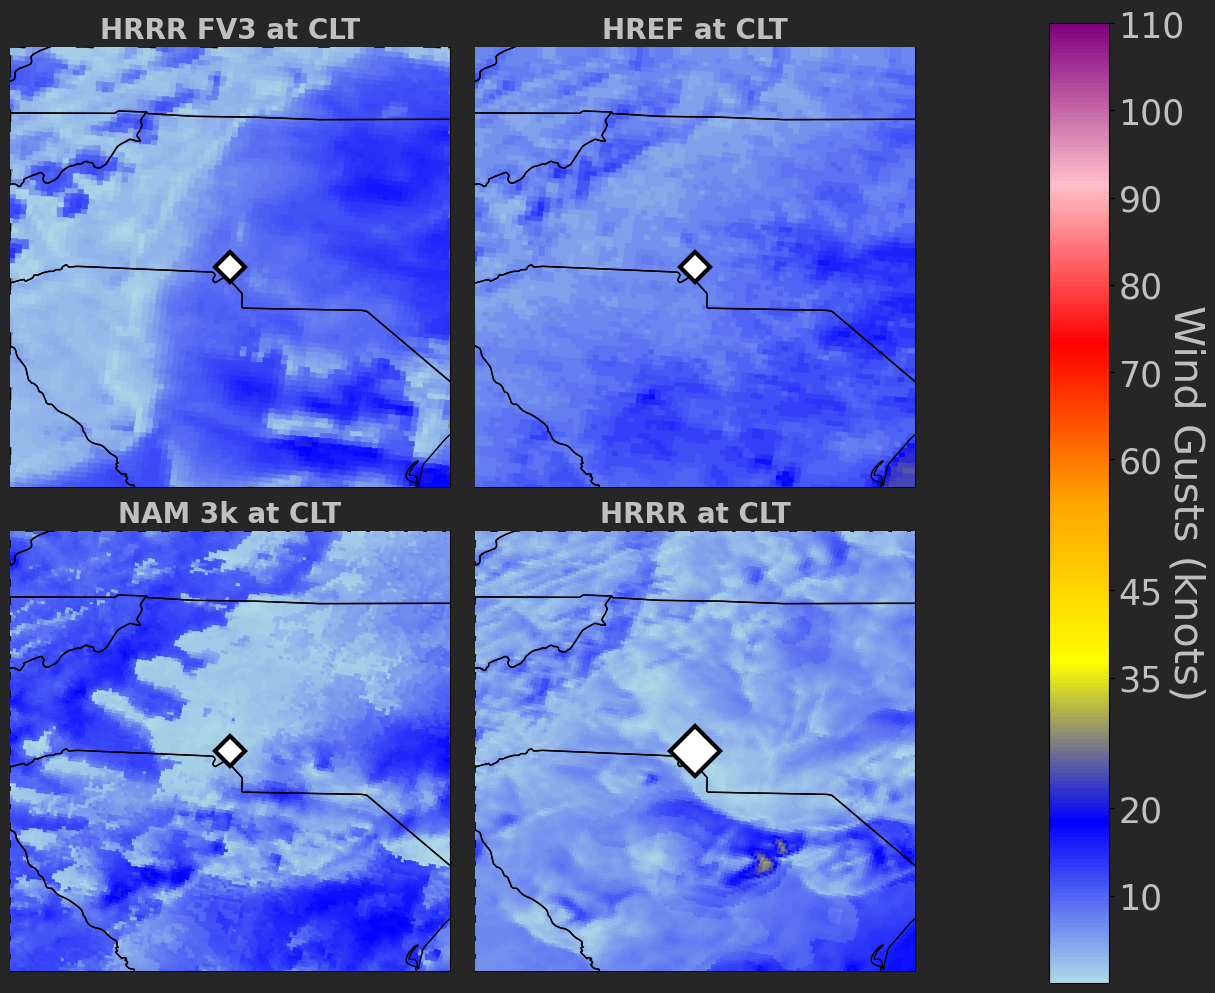 HRRR FV3 at CLT
HREF at CLT
NAM 3k at CLT
HRRR at CLT
110
100
90
80
70
60
45
35
20
10
Wind Gusts (knots)